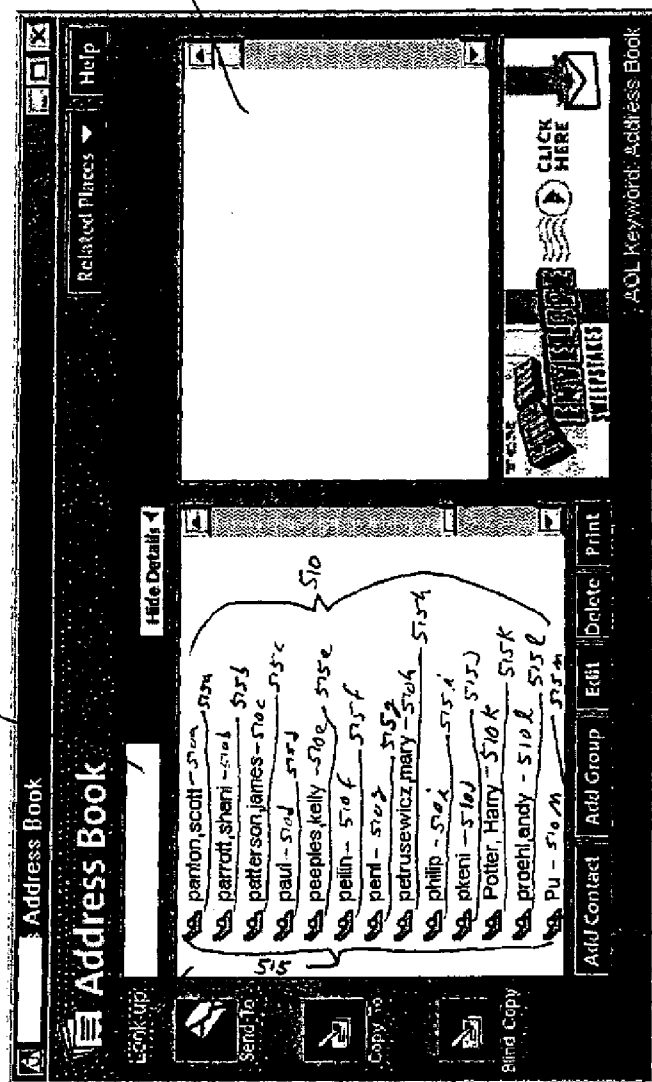 Address Book
Address Book
Related Places Help
Look-up
Hide Details
Send To
Copy To
Blind Copy
panton,scott - 510a 515a
parrott,sheri - 510b 515b
patterson,james - 510c 515c
paul - 510d 515d
peeples,kelly - 510e 515e
peilin - 510f 515f
peni - 510g 515g
petrusewicz,mary - 510h 515h
philip - 510i 515i
pkeni - 510j 515j
Potter, Harry - 510k 515k
proehl,andy - 510l 515l
Pu - 510m 515m
515
510
Add Contact Add Group Edit Delete Print
ENVELOPE
SWEEPSTAKES
CLICK
HERE
AOL Keyword: Address Book